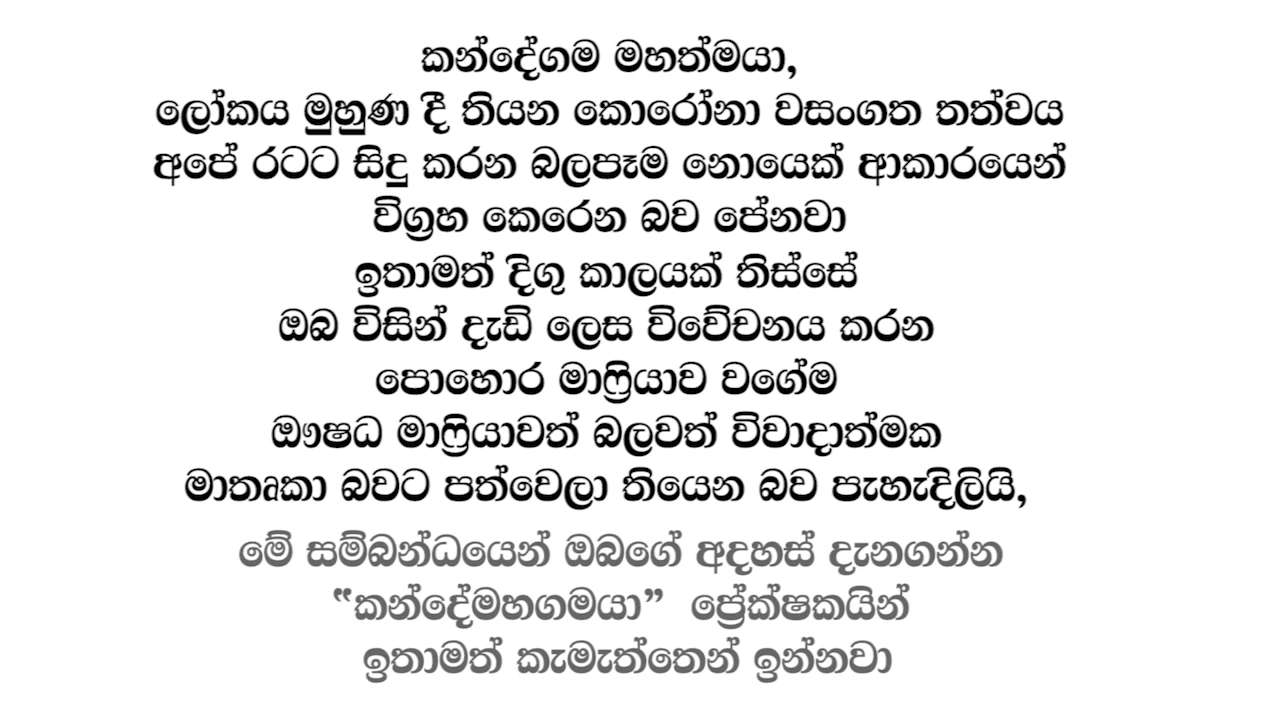 කන්දේගම මහත්මයා,
ලෝකය මුහුණ දී තියන කොරෝනා වසංගත තත්වය
අපේ රටට සිදු කරන බලපෑම නොයෙක් ආකාරයෙන්
විග්‍රහ කෙරෙන බව පේනවා
ඉතාමත් දිගු කාලයක් තිස්සේ
ඔබ විසින් දැඩි ලෙස විවේචනය කරන
පොහොර මාෆ්‍රියාව වගේම
ඖෂධ මාෆ්‍රියාවත් බලවත් විවාදාත්මක
මාතෘකා බවට පත්වෙලා තියෙන බව පැහැදිලියි,
මේ සම්බන්ධයෙන් ඔබගේ අදහස් දැනගන්න
“කන්දේමහගමයා” ප්‍රේක්ෂකයින්
ඉතාමත් කැමැත්තෙන් ඉන්නවා